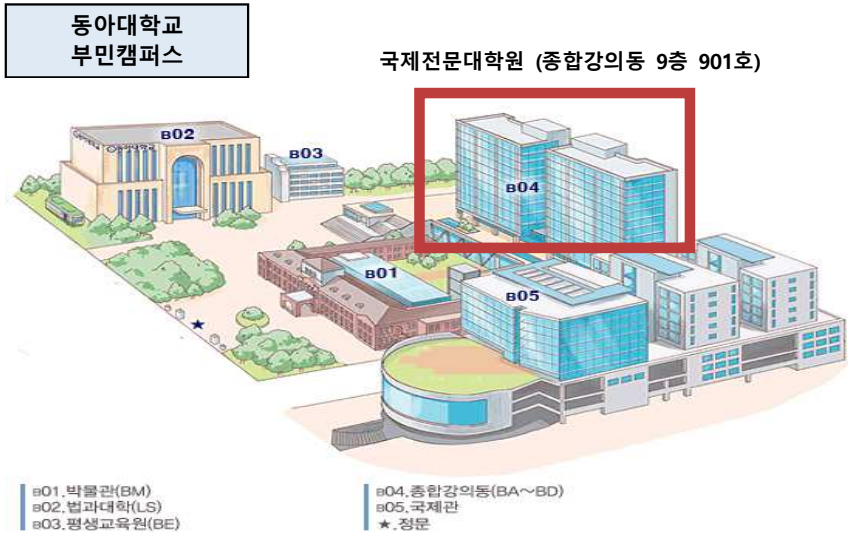 동아대학교
부민캠퍼스
국제전문대학원 (종합강의동 9층 901호)
B02
B03
B04
B01
B05
★
B01.박물관(BM)
B02.법과대학(LS)
B03.평생교육원(BE)
B04.종합강의동(BA~BD)
B05.국제관
★.정문